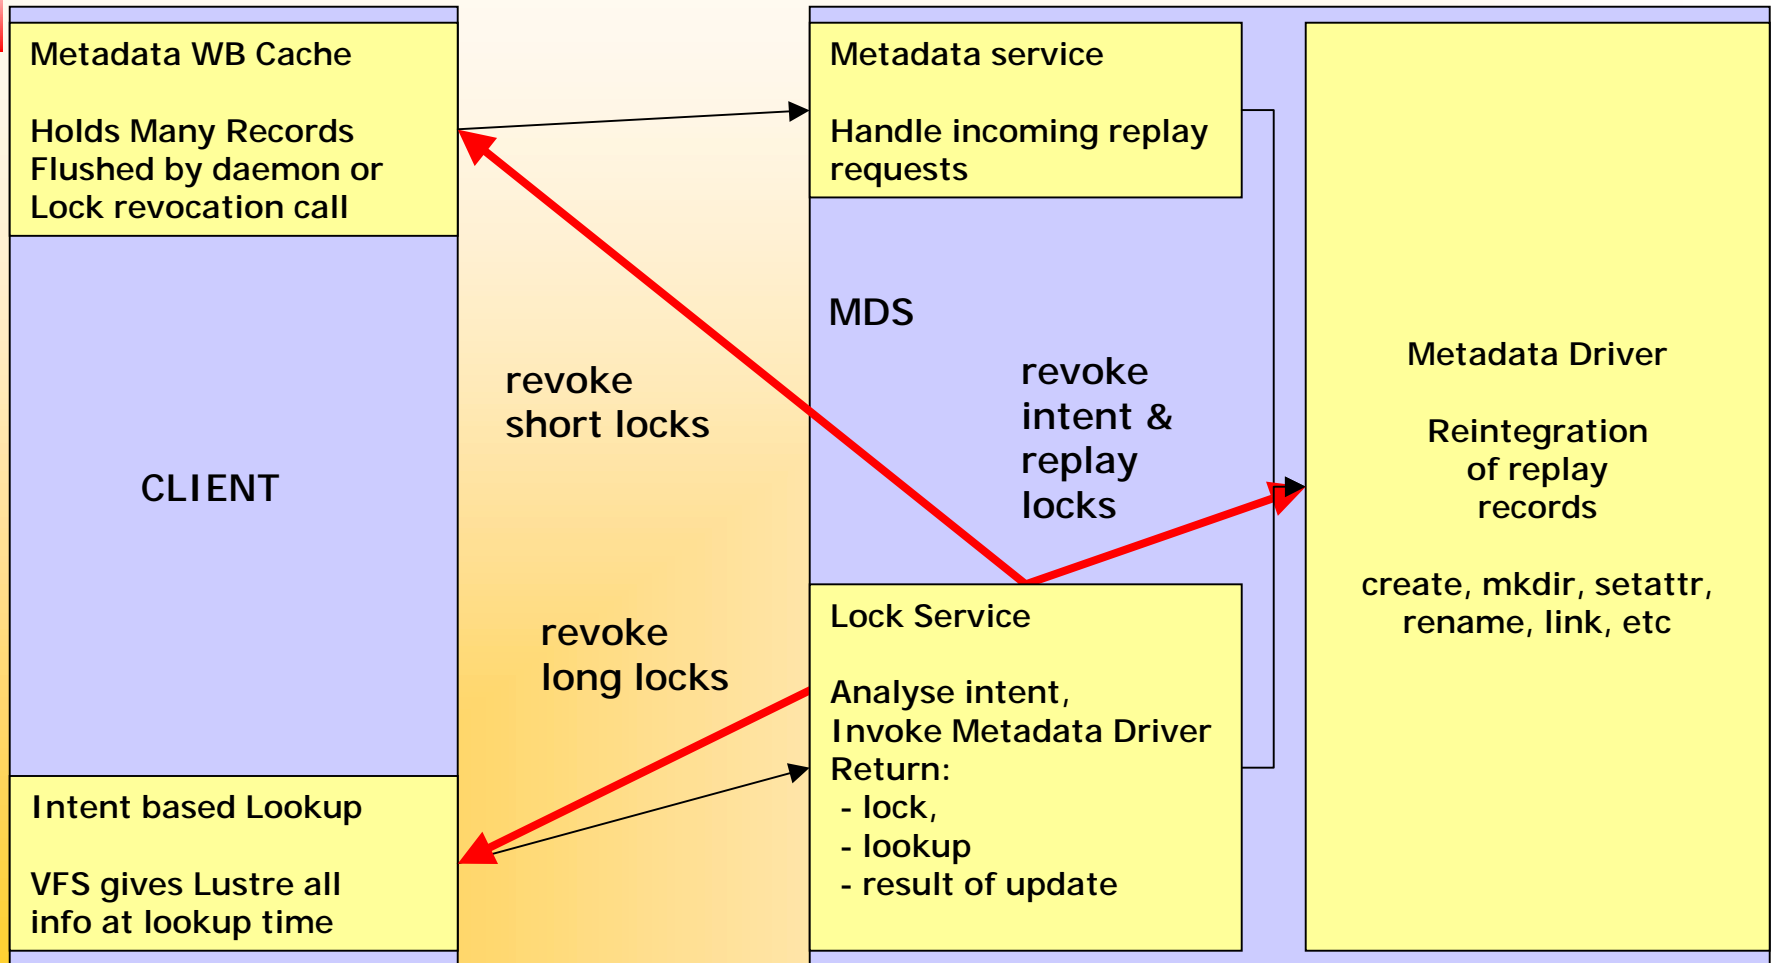 Metadata WB Cache
Holds Many Records
Flushed by daemon or
Lock revocation call
CLIENT
Intent based Lookup
VFS gives Lustre all
info at lookup time
revoke
short locks
revoke
long locks
Metadata service
Handle incoming replay
requests
MDS
revoke
intent &
replay
locks
Lock Service
Analyse intent,
Invoke Metadata Driver
Return:
- lock,
- lookup
- result of update
Metadata Driver
Reintegration
of replay
records
create, mkdir, setattr,
rename, link, etc